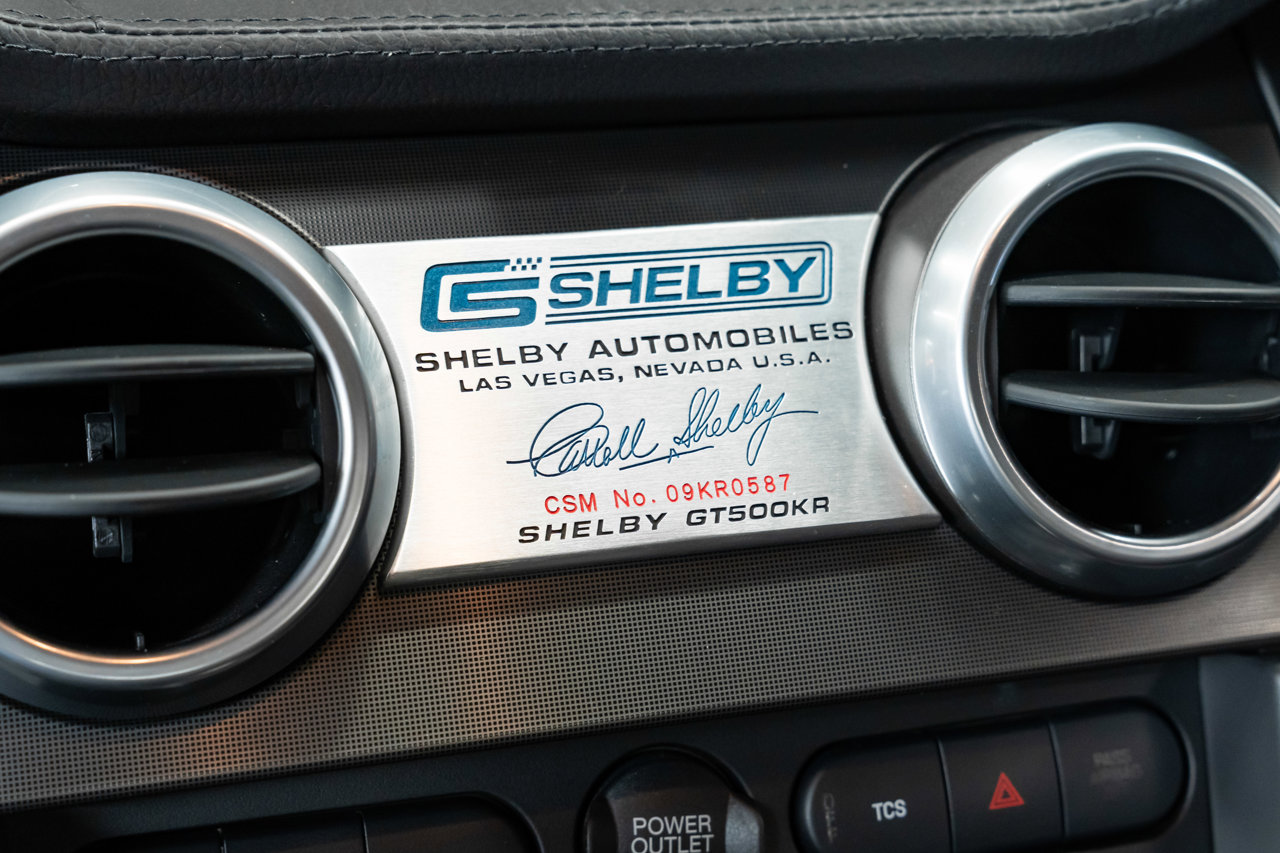 CS SHELBY
SHELBY AUTOMOBILES
LAS VEGAS, NEVADA U.S.A.
Carroll Shelby
CSM No. 09KR0587
SHELBY GT500KR
POWER
OUTLET
TCS